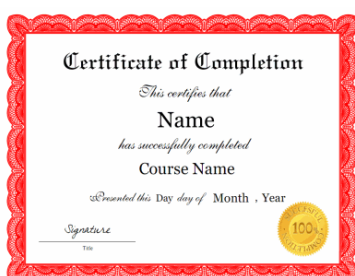 Certificate of Completion
This certifies that
Name
has successfully completed
Course Name
Presented this Day day of Month , Year
Signature
Title
100%